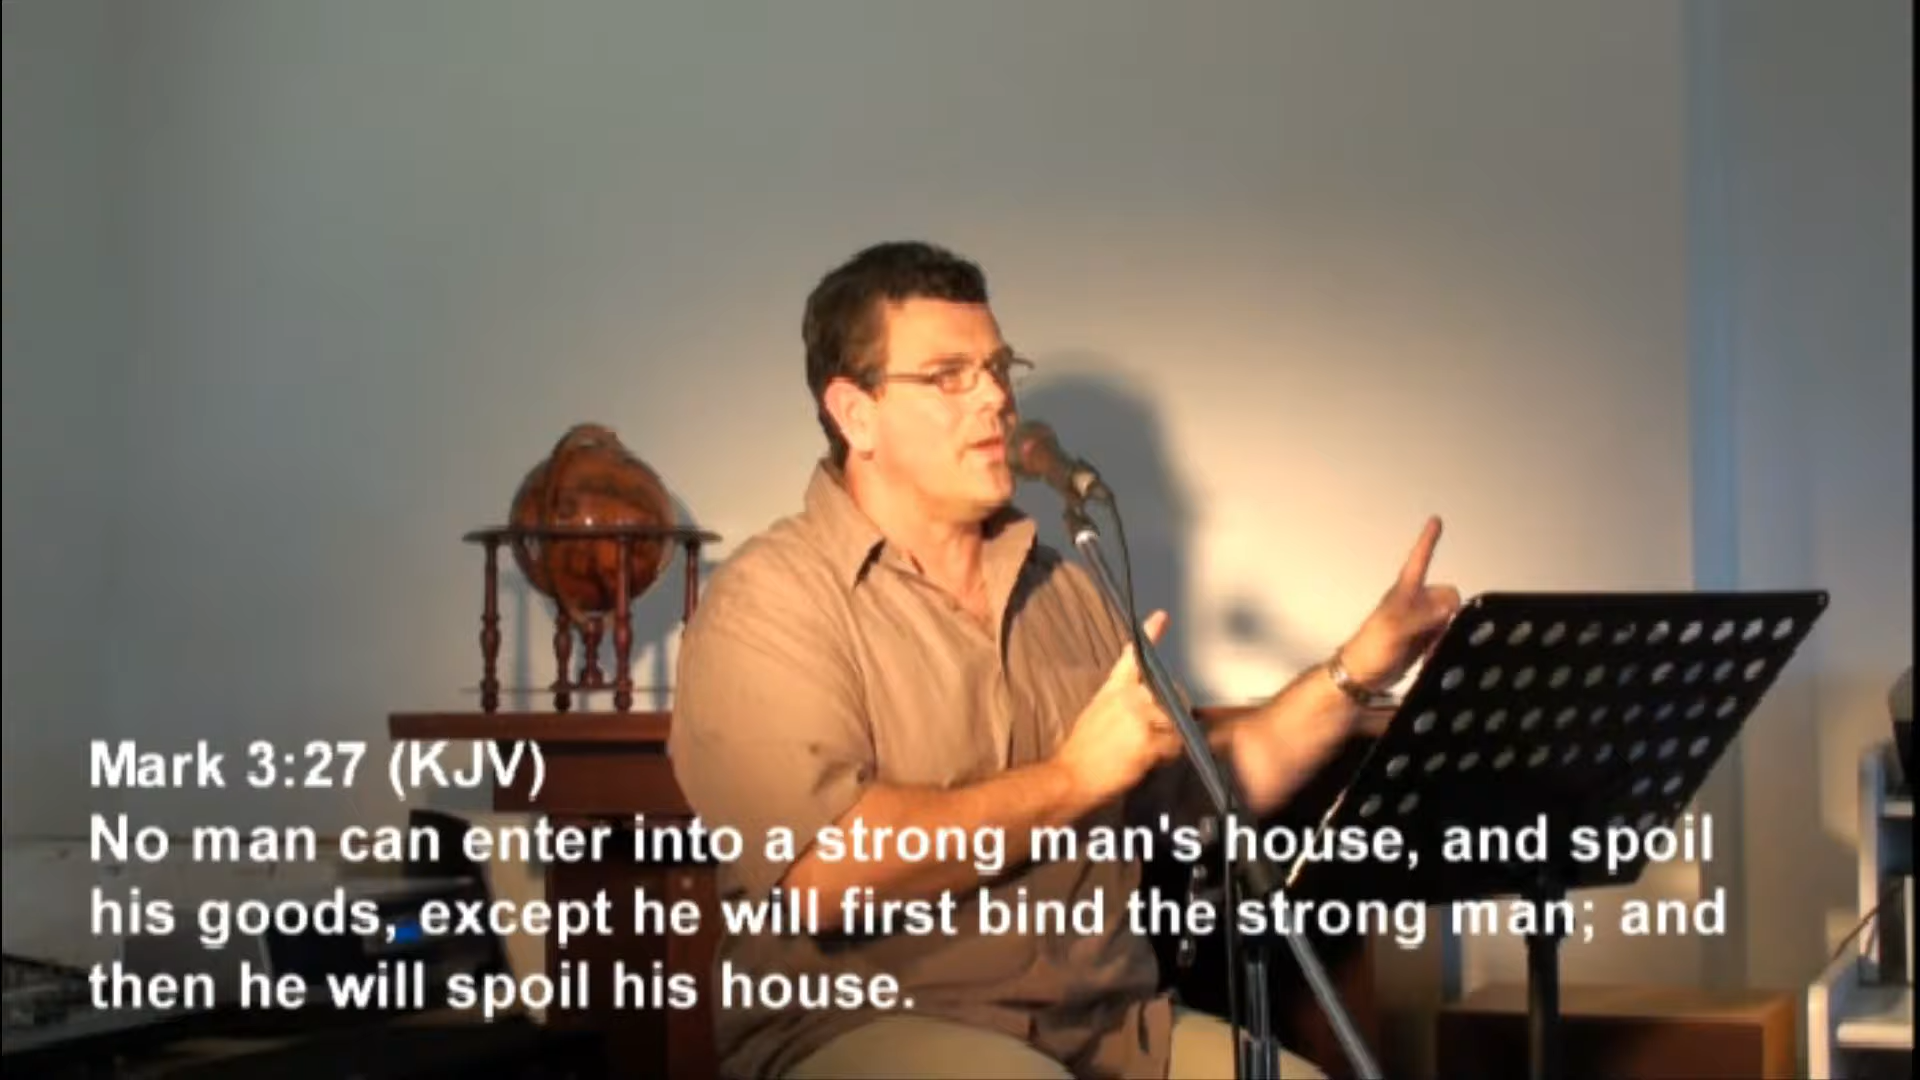 Mark 3:27 (KJV)
No man can enter into a strong man's house, and spoil
his goods, except he will first bind the strong man; and
then he will spoil his house.